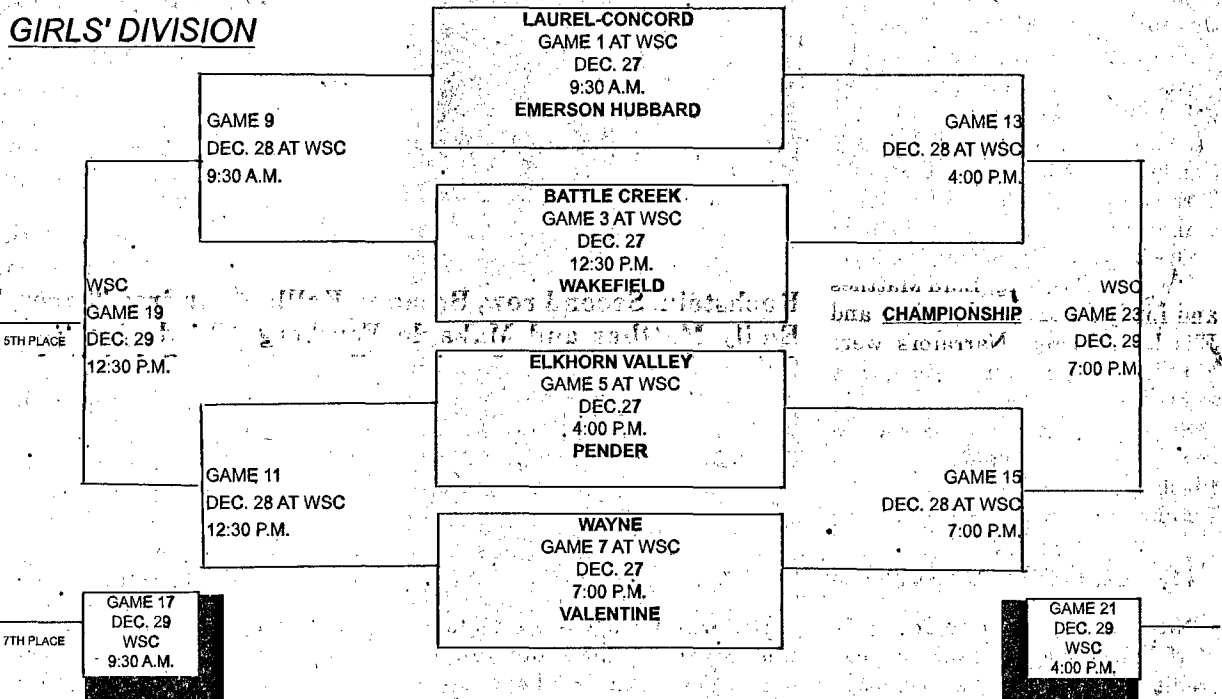 GIRLS' DIVISION
LAUREL-CONCORD
GAME 1 AT WSC
DEC. 27
9:30 A.M.
EMERSON HUBBARD
BATTLE CREEK
GAME 3 AT WSC
DEC. 27
12:30 P.M.
WAKEFIELD
ELKHORN VALLEY
GAME 5 AT WSC
DEC.27
4:00 P.M.
PENDER
WAYNE
GAME 7 AT WSC
DEC. 27
7:00 P.M.
VALENTINE
GAME 9
DEC. 28 AT WSC
9:30 A.M.
GAME 11
DEC. 28 AT WSC
12:30 P.M.
WSC
GAME 19
DEC. 29
12:30 P.M.
5TH PLACE
GAME 17
DEC. 29
WSC
9:30 A.M.
7TH PLACE
GAME 13
DEC. 28 AT WSC
4:00 P.M.
GAME 15
DEC. 28 AT WSC
7:00 P.M.
CHAMPIONSHIP
WSC
GAME 23
DEC. 29
7:00 P.M.
GAME 21
DEC. 29
WSC
4:00 P.M.